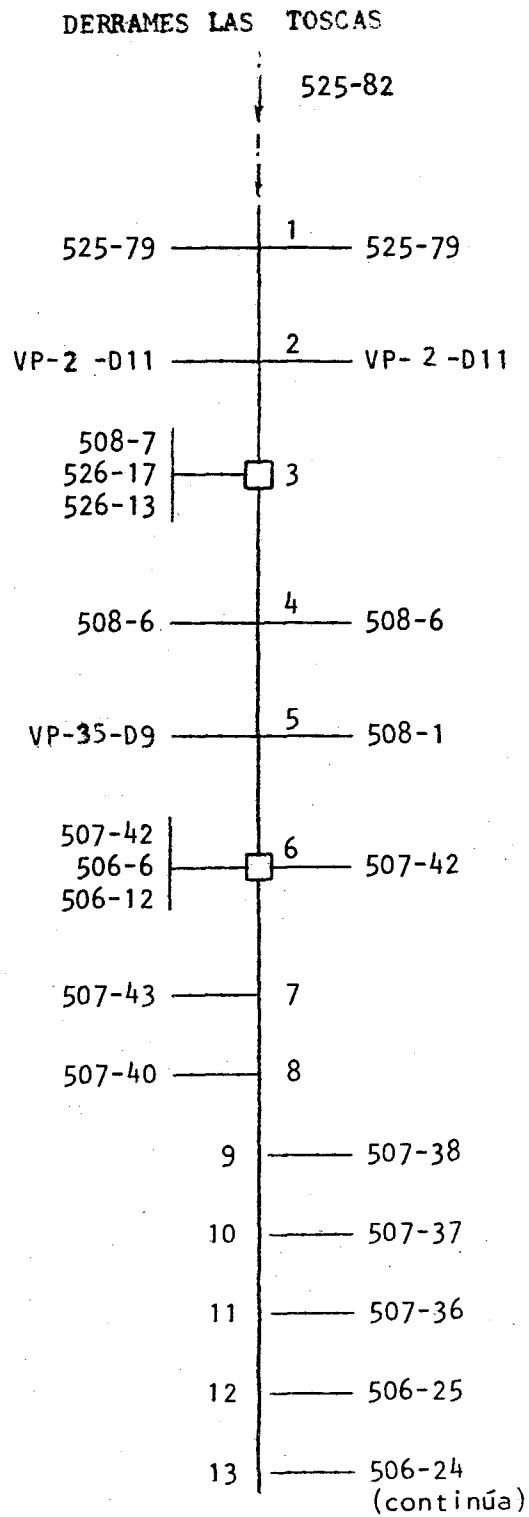 DERRAMES LAS TOSCAS
525-82
525-79 1 525-79
VP-2 -D11 2 VP- 2 -D11
508-7
526-17 3
526-13
508-6 4 508-6
VP-35-D9 5 508-1
507-42 6
506-6 507-42
506-12
507-43 7
507-40 8
9 507-38
10 507-37
11 507-36
12 506-25
13 506-24
(continúa)